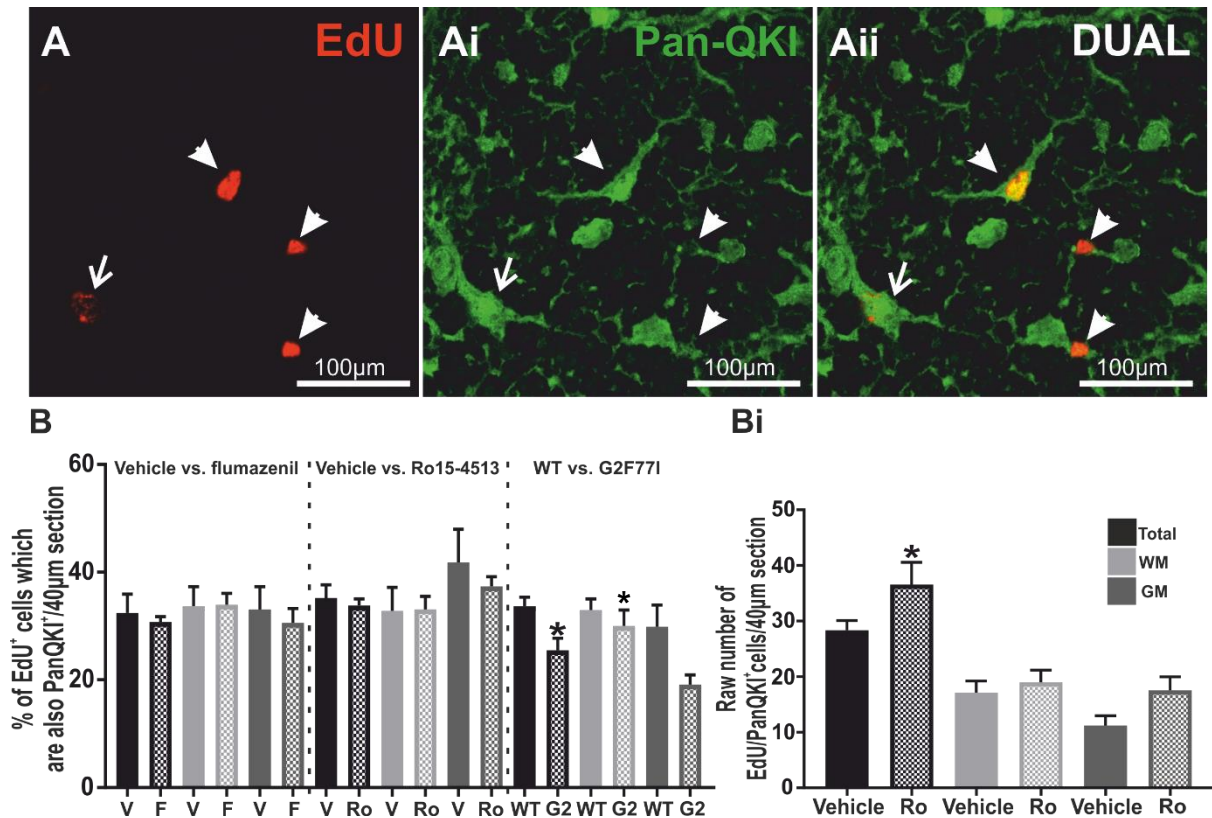 A EdU
Ai Pan-QKI
Aii DUAL
100µm
100µm
100µm
B
Vehicle vs. flumazenil
Vehicle vs. Ro15-4513
WT vs. G2F77I
% of EdU⁺ cells which
are also PanQKI⁺/40µm section
60
40
20
0
*
*
V F V F V F V Ro V Ro V Ro WT G2 WT G2 WT G2
Bi
Raw number of
EdU/PanQKI⁺cells/40µm section
50
40
30
20
10
0
*
Total
WM
GM
Vehicle Ro Vehicle Ro Vehicle Ro